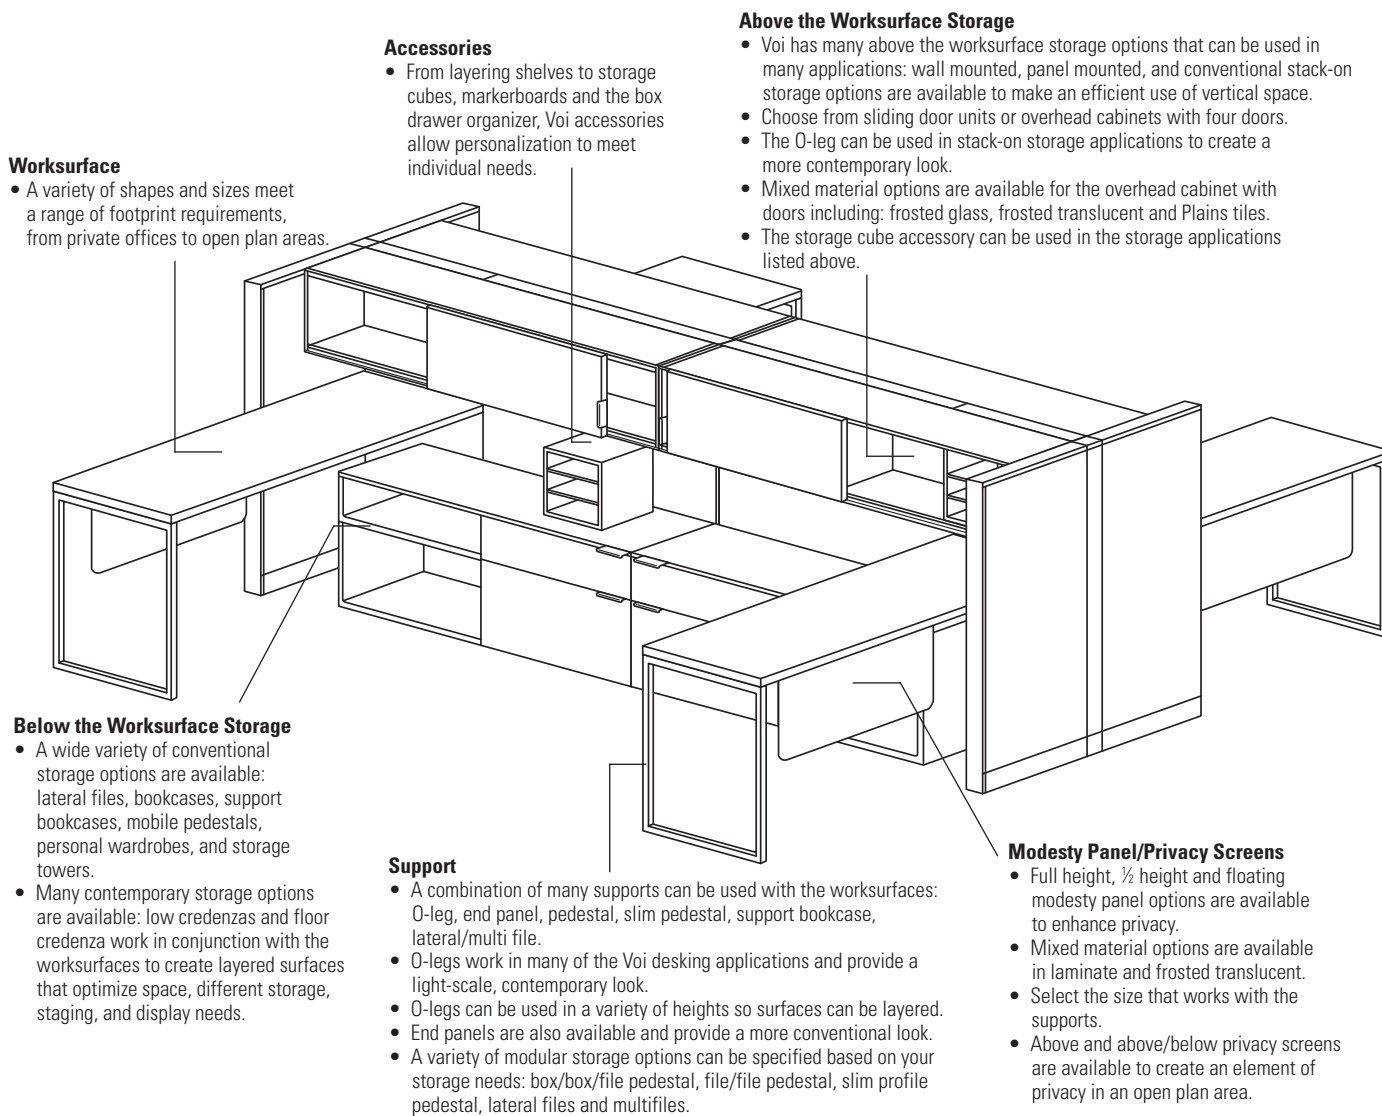 Above the Worksurface Storage
• Voi has many above the worksurface storage options that can be used in
many applications: wall mounted, panel mounted, and conventional stack-on
storage options are available to make an efficient use of vertical space.
• Choose from sliding door units or overhead cabinets with four doors.
• The O-leg can be used in stack-on storage applications to create a
more contemporary look.
• Mixed material options are available for the overhead cabinet with
doors including: frosted glass, frosted translucent and Plains tiles.
• The storage cube accessory can be used in the storage applications
listed above.
Accessories
• From layering shelves to storage
cubes, markerboards and the box
drawer organizer, Voi accessories
allow personalization to meet
individual needs.
Worksurface
• A variety of shapes and sizes meet
a range of footprint requirements,
from private offices to open plan areas.
Below the Worksurface Storage
• A wide variety of conventional
storage options are available:
lateral files, bookcases, support
bookcases, mobile pedestals,
personal wardrobes, and storage
towers.
• Many contemporary storage options
are available: low credenzas and floor
credenza work in conjunction with the
worksurfaces to create layered surfaces
that optimize space, different storage,
staging, and display needs.
Support
• A combination of many supports can be used with the worksurfaces:
O-leg, end panel, pedestal, slim pedestal, support bookcase,
lateral/multi file.
• O-legs work in many of the Voi desking applications and provide a
light-scale, contemporary look.
• O-legs can be used in a variety of heights so surfaces can be layered.
• End panels are also available and provide a more conventional look.
• A variety of modular storage options can be specified based on your
storage needs: box/box/file pedestal, file/file pedestal, slim profile
pedestal, lateral files and multifiles.
Modesty Panel/Privacy Screens
• Full height, ½ height and floating
modesty panel options are available
to enhance privacy.
• Mixed material options are available
in laminate and frosted translucent.
• Select the size that works with the
supports.
• Above and above/below privacy screens
are available to create an element of
privacy in an open plan area.